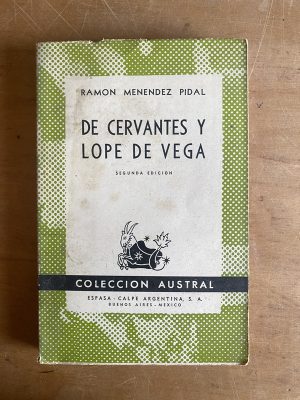 RAMON MENENDEZ PIDAL
DE CERVANTES Y
LOPE DE VEGA
SEGUNDA EDICION
COLECCION AUSTRAL
ESPASA - CALPE ARGENTINA, S. A.
BUENOS AIRES - MEXICO